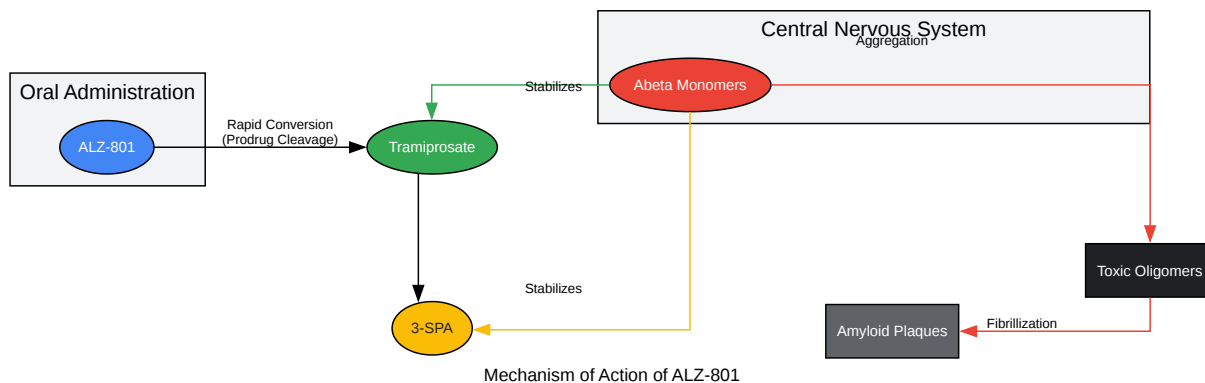 Central Nervous System
Aggregation
Oral Administration
Stabilizes
Abeta Monomers
ALZ-801
Rapid Conversion
(Prodrug Cleavage)
Tramiprosate
Toxic Oligomers
Stabilizes
3-SPA
Amyloid Plaques
Fibrillization
Mechanism of Action of ALZ-801